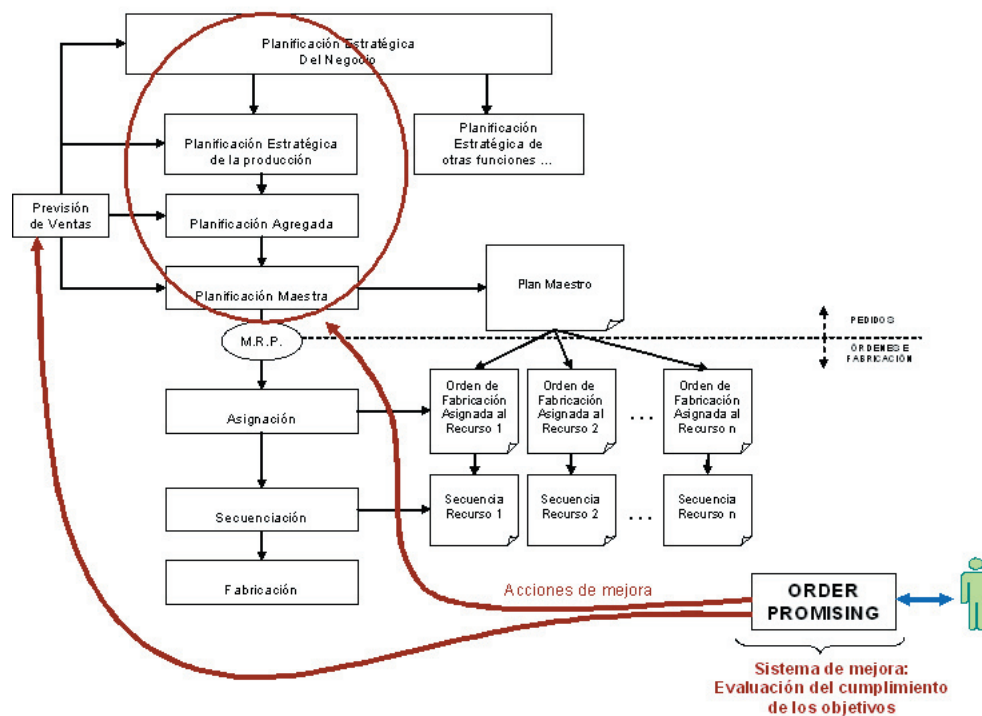 Planificación Estratégica
Del Negocio
Planificación Estratégica
de la producción
Planificación
Estratégica de
otras funciones ...
Previsión
de Ventas
Planificación Agregada
Planificación Maestra
Plan Maestro
PEDIDOS
M.R.P.
ÓRDENES E
FABRICACIÓN
Asignación
Orden de
Fabricación
Asignada al
Recurso 1
Orden de
Fabricación
Asignada al
Recurso 2
...
Orden de
Fabricación
Asignada al
Recurso n
Secuenciación
Secuencia
Recurso 1
Secuencia
Recurso 2
...
Secuencia
Recurso n
Fabricación
Acciones de mejora
ORDER
PROMISING
Sistema de mejora:
Evaluación del cumplimiento
de los objetivos